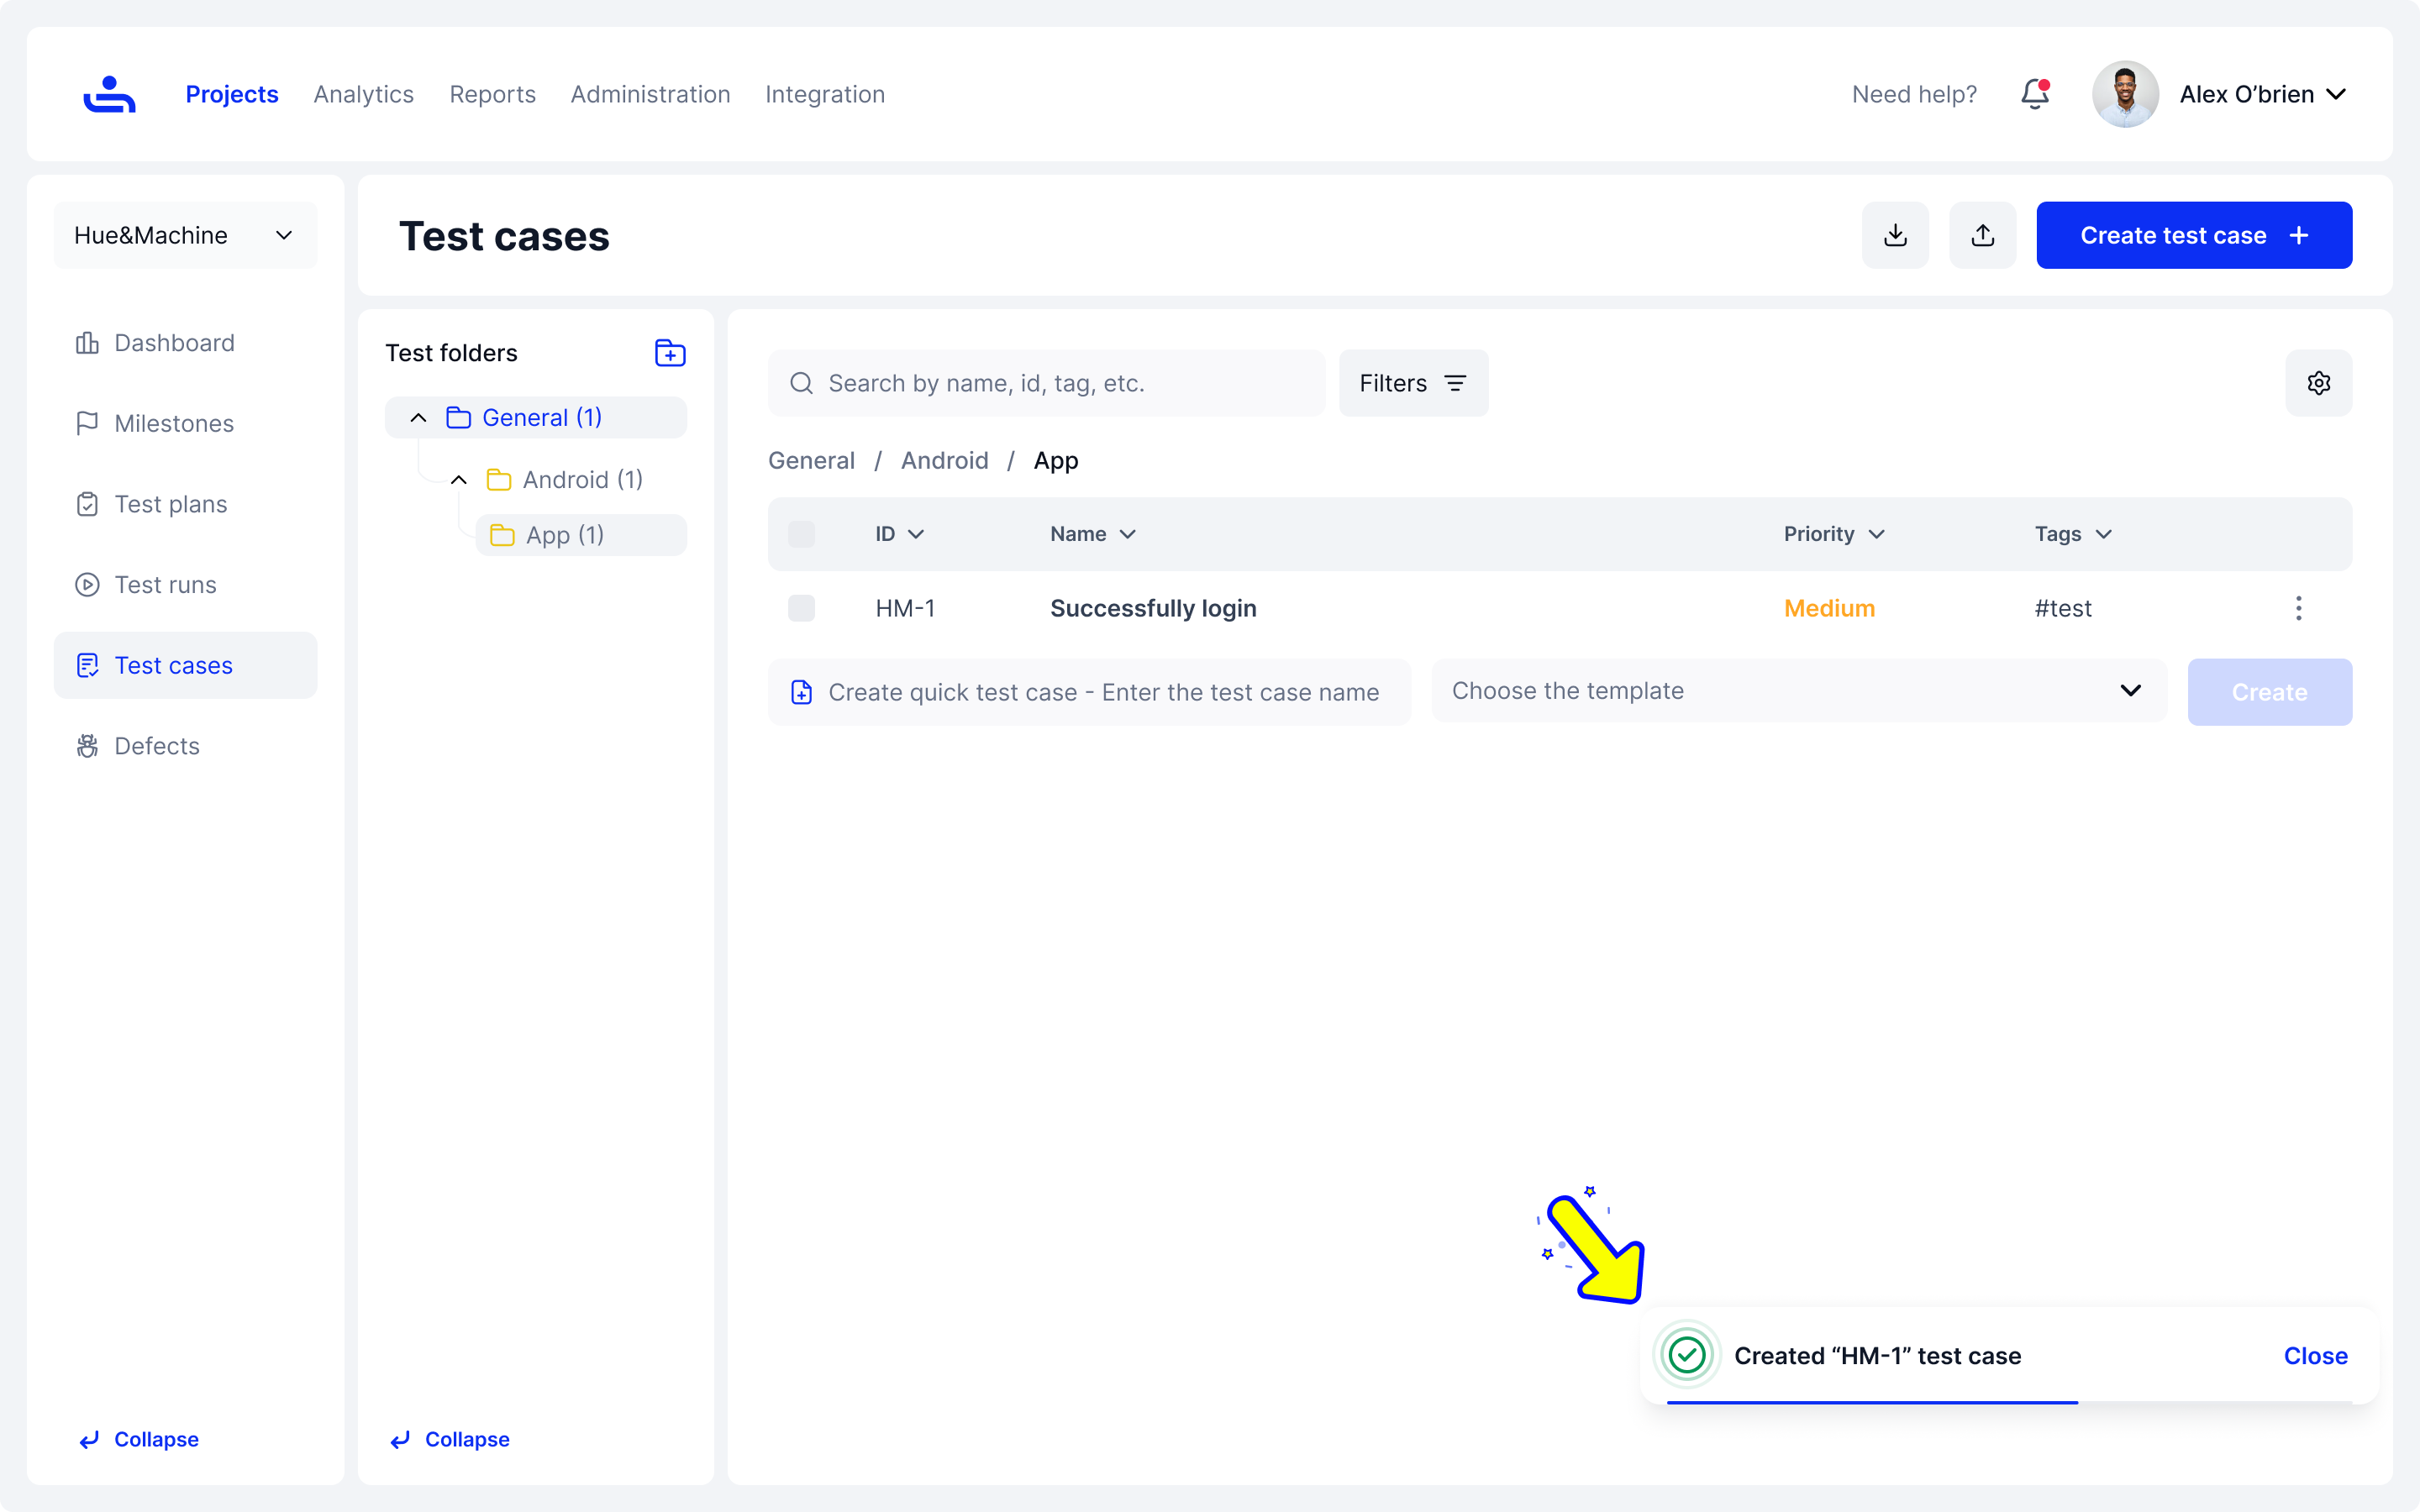 Projects Analytics Reports Administration Integration Need help? Alex O’brien
Hue&Machine
Dashboard
Milestones
Test plans
Test runs
Test cases
Defects
Collapse
Test cases
Create test case
Test folders
General (1)
Android (1)
App (1)
Collapse
Search by name, id, tag, etc.
Filters
General / Android / App
ID Name Priority Tags
HM-1 Successfully login Medium #test
Create quick test case - Enter the test case name Choose the template Create
Created “HM-1” test case Close